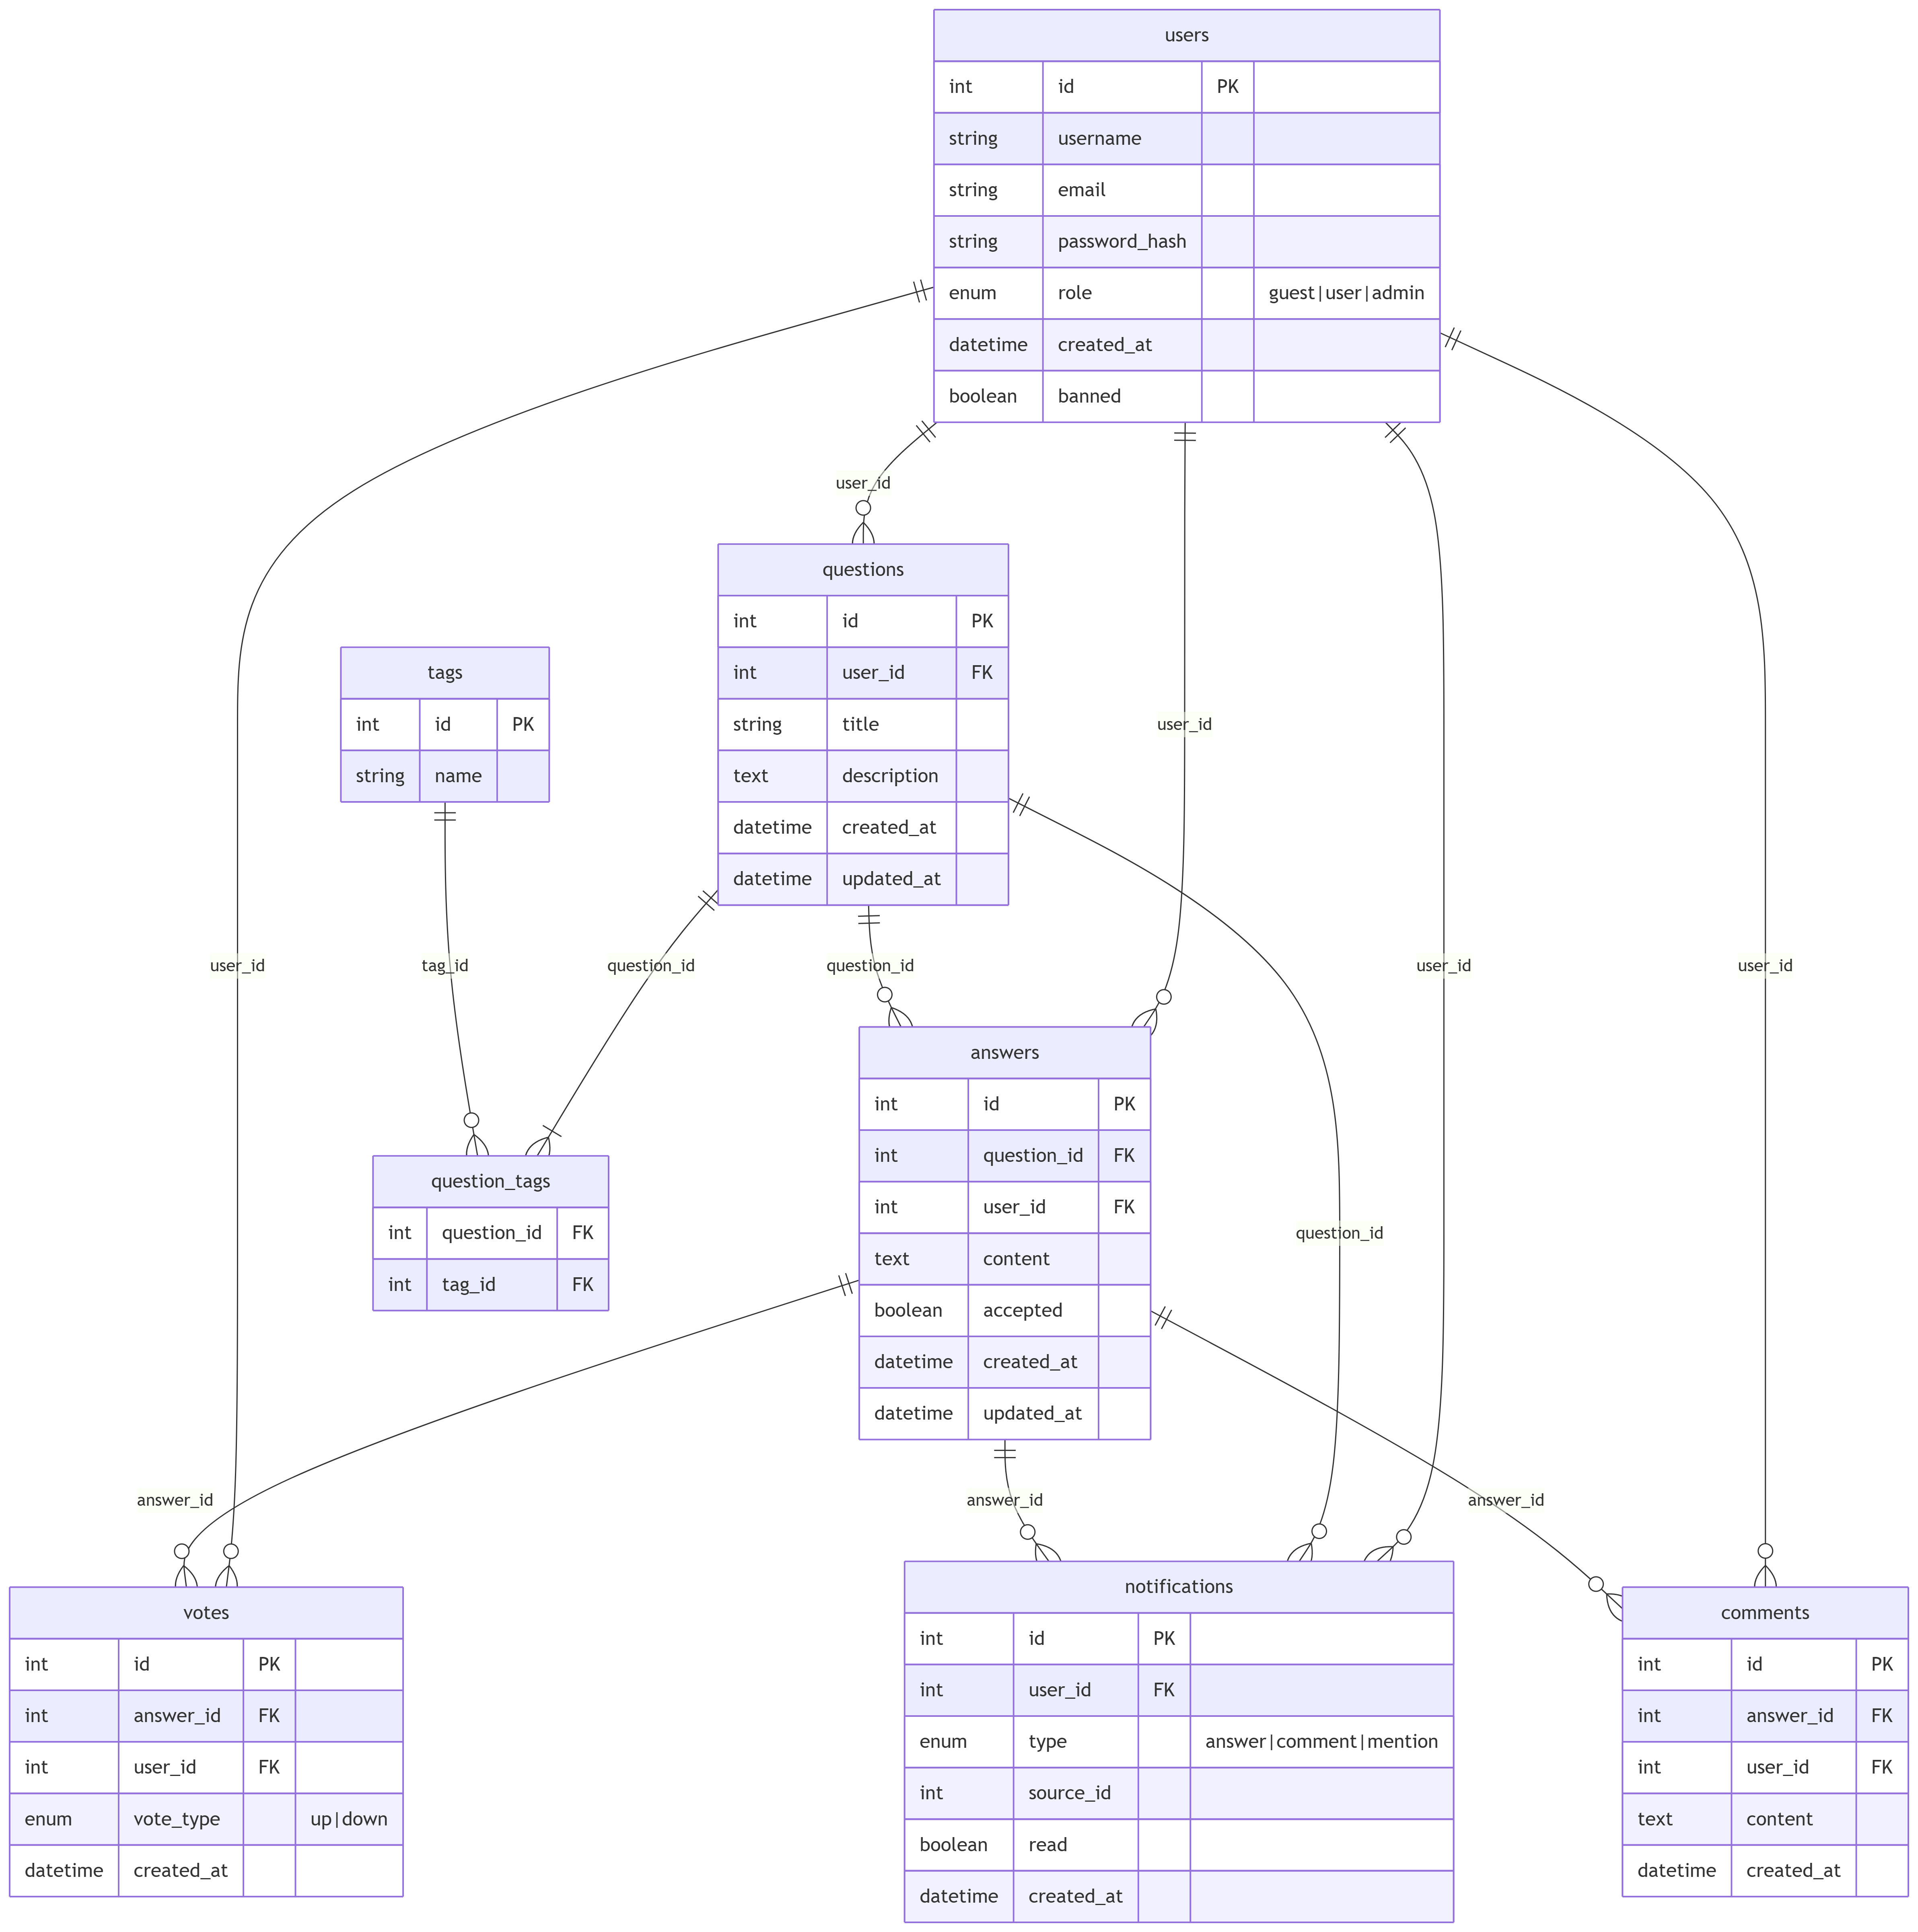 users
int id PK
string username
string email
string password_hash
enum role guest|user|admin
datetime created_at
boolean banned
user_id
questions
int id PK
int user_id FK
string title
text description
datetime created_at
datetime updated_at
tags
int id PK
string name
user_id
user_id
tag_id
question_id
question_id
user_id
user_id
answers
int id PK
int question_id FK
int user_id FK
text content
boolean accepted
datetime created_at
datetime updated_at
question_tags
int question_id FK
int tag_id FK
question_id
answer_id
answer_id
answer_id
votes
int id PK
int answer_id FK
int user_id FK
enum vote_type up|down
datetime created_at
notifications
int id PK
int user_id FK
enum type answer|comment|mention
int source_id
boolean read
datetime created_at
comments
int id PK
int answer_id FK
int user_id FK
text content
datetime created_at